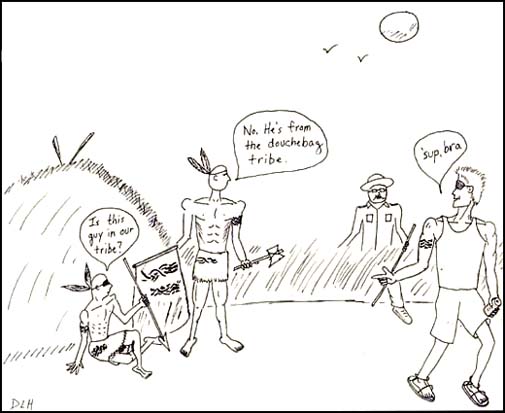 Is this
guy in our
tribe?
No. He's from
the douchebag
tribe.
'sup, bra
DLH